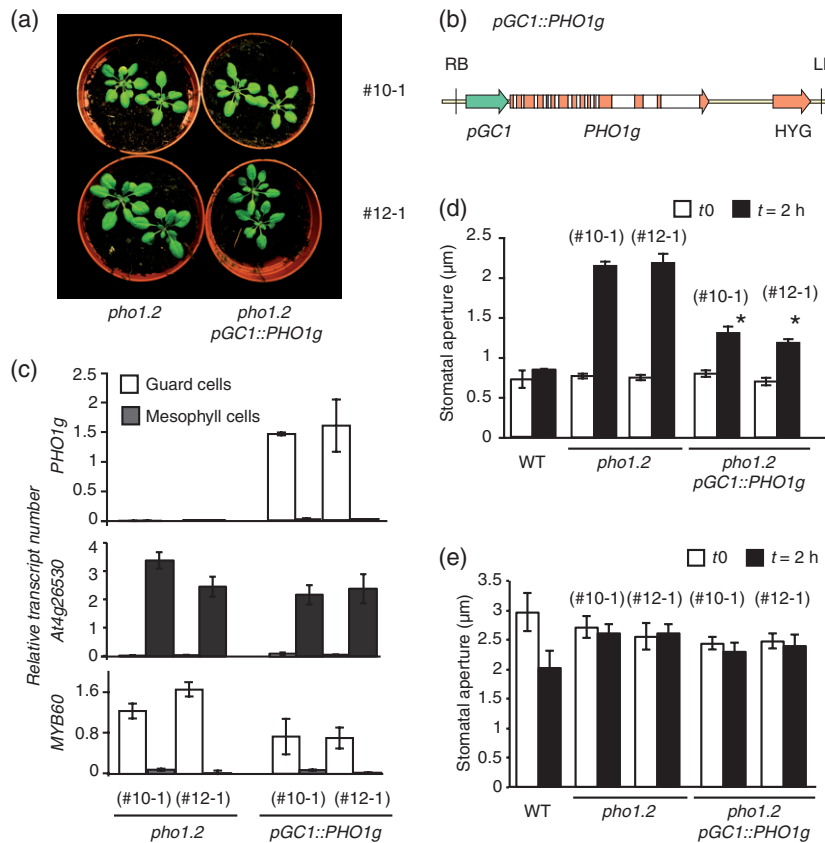 (a)
#10-1
#12-1
pho1.2
pho1.2
pGC1::PHO1g
(b)
pGC1::PHO1g
RB
pGC1
PHO1g
HYG
(c)
Guard cells
Mesophyll cells
Relative transcript number
PHO1g
2.5
2
1.5
1
0.5
0
At4g26530
4
3
2
1
0
MYB60
1.6
0.8
0
(#10-1) (#12-1) (#10-1) (#12-1)
pho1.2 pGC1::PHO1g
(d)
t0 t = 2 h
Stomatal aperture (µm)
2.5
2
1.5
1
0.5
0
(#10-1) (#12-1)
(#10-1) (#12-1)
* *
WT pho1.2 pho1.2
pGC1::PHO1g
(e)
t0 t = 2 h
Stomatal aperture (µm)
3.5
3
2.5
2
1.5
1
0.5
0
(#10-1) (#12-1) (#10-1) (#12-1)
WT pho1.2 pho1.2
pGC1::PHO1g